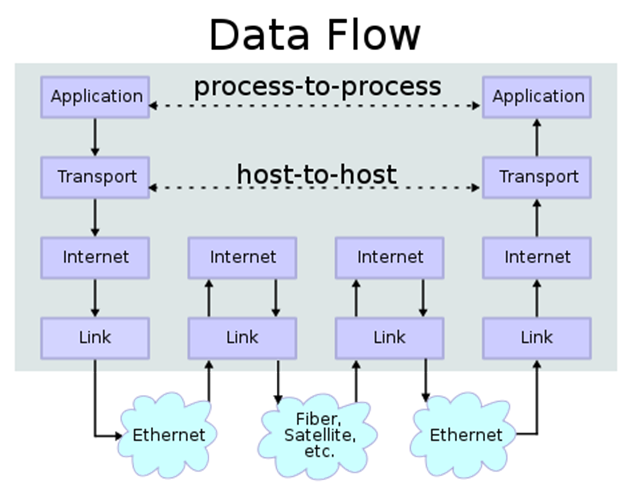 Data Flow
Application
process-to-process
Application
Transport
host-to-host
Transport
Internet
Internet
Internet
Internet
Link
Link
Link
Link
Ethernet
Fiber,
Satellite,
etc.
Ethernet